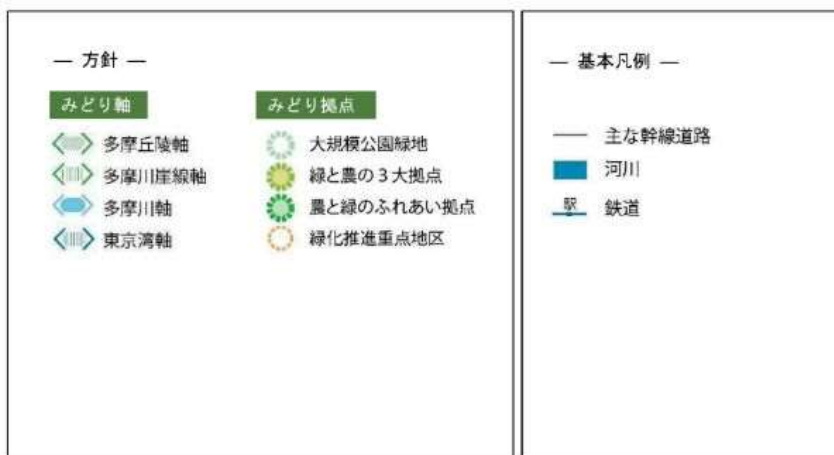 ― 方針 ―
みどり軸
多摩丘陵軸
多摩川崖線軸
多摩川軸
東京湾軸
みどり拠点
大規模公園緑地
緑と農の3大拠点
農と緑のふれあい拠点
緑化推進重点地区
― 基本凡例 ―
主な幹線道路
河川
駅 鉄道